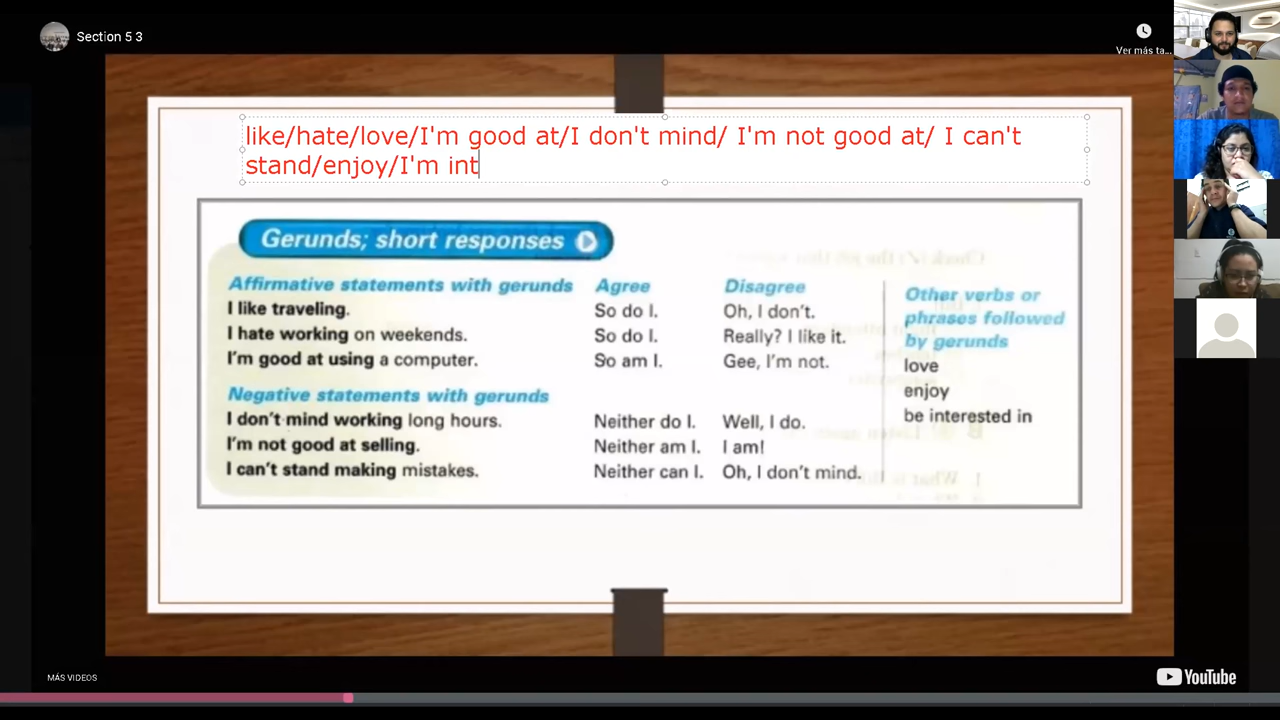 Section 5 3
Ver más ta...
like/hate/love/I'm good at/I don't mind/ I'm not good at/ I can't
stand/enjoy/I'm int
Gerunds; short responses
Affirmative statements with gerunds
Agree
Disagree
I like traveling.
So do I.
Oh, I don't.
I hate working on weekends.
So do I.
Really? I like it.
I'm good at using a computer.
So am I.
Gee, I'm not.
Negative statements with gerunds
I don't mind working long hours.
Neither do I.
Well, I do.
I'm not good at selling.
Neither am I.
I am!
I can't stand making mistakes.
Neither can I.
Oh, I don't mind.
Other verbs or
phrases followed
by gerunds
love
enjoy
be interested in
MÁS VIDEOS
YouTube